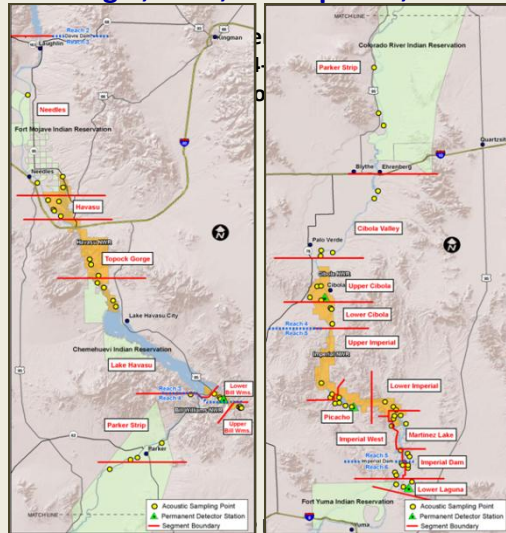 MATCHLINE
Reach 2
Davis Dam
Reach 3
Laughlin
Kingman
Needles
Fort Mojave Indian Reservation
Needles
Havasu
Havasu NWR
Topock Gorge
Lake Havasu City
Chemehuevi Indian Reservation
Lake Havasu
Reach 3
Reach 4
Lower
Bill Wms
Bill Williams NWR
Upper
Bill Wms
Parker Strip
Parker
MATCHLINE
Acoustic Sampling Point
Permanent Detector Station
Segment Boundary
Colorado River Indian Reservation
Parker Strip
Quartzsite
Blythe
Ehrenberg
Cibola Valley
Palo Verde
Cibola NWR
Cibola
Upper Cibola
Lower Cibola
Reach 4
Reach 5
Upper Imperial
Imperial NWR
Lower Imperial
Picacho
Martinez Lake
Imperial West
Reach 5
Imperial Dam
Reach 6
Imperial Dam
Lower Laguna
Fort Yuma Indian Reservation
Yuma
Acoustic Sampling Point
Permanent Detector Station
Segment Boundary